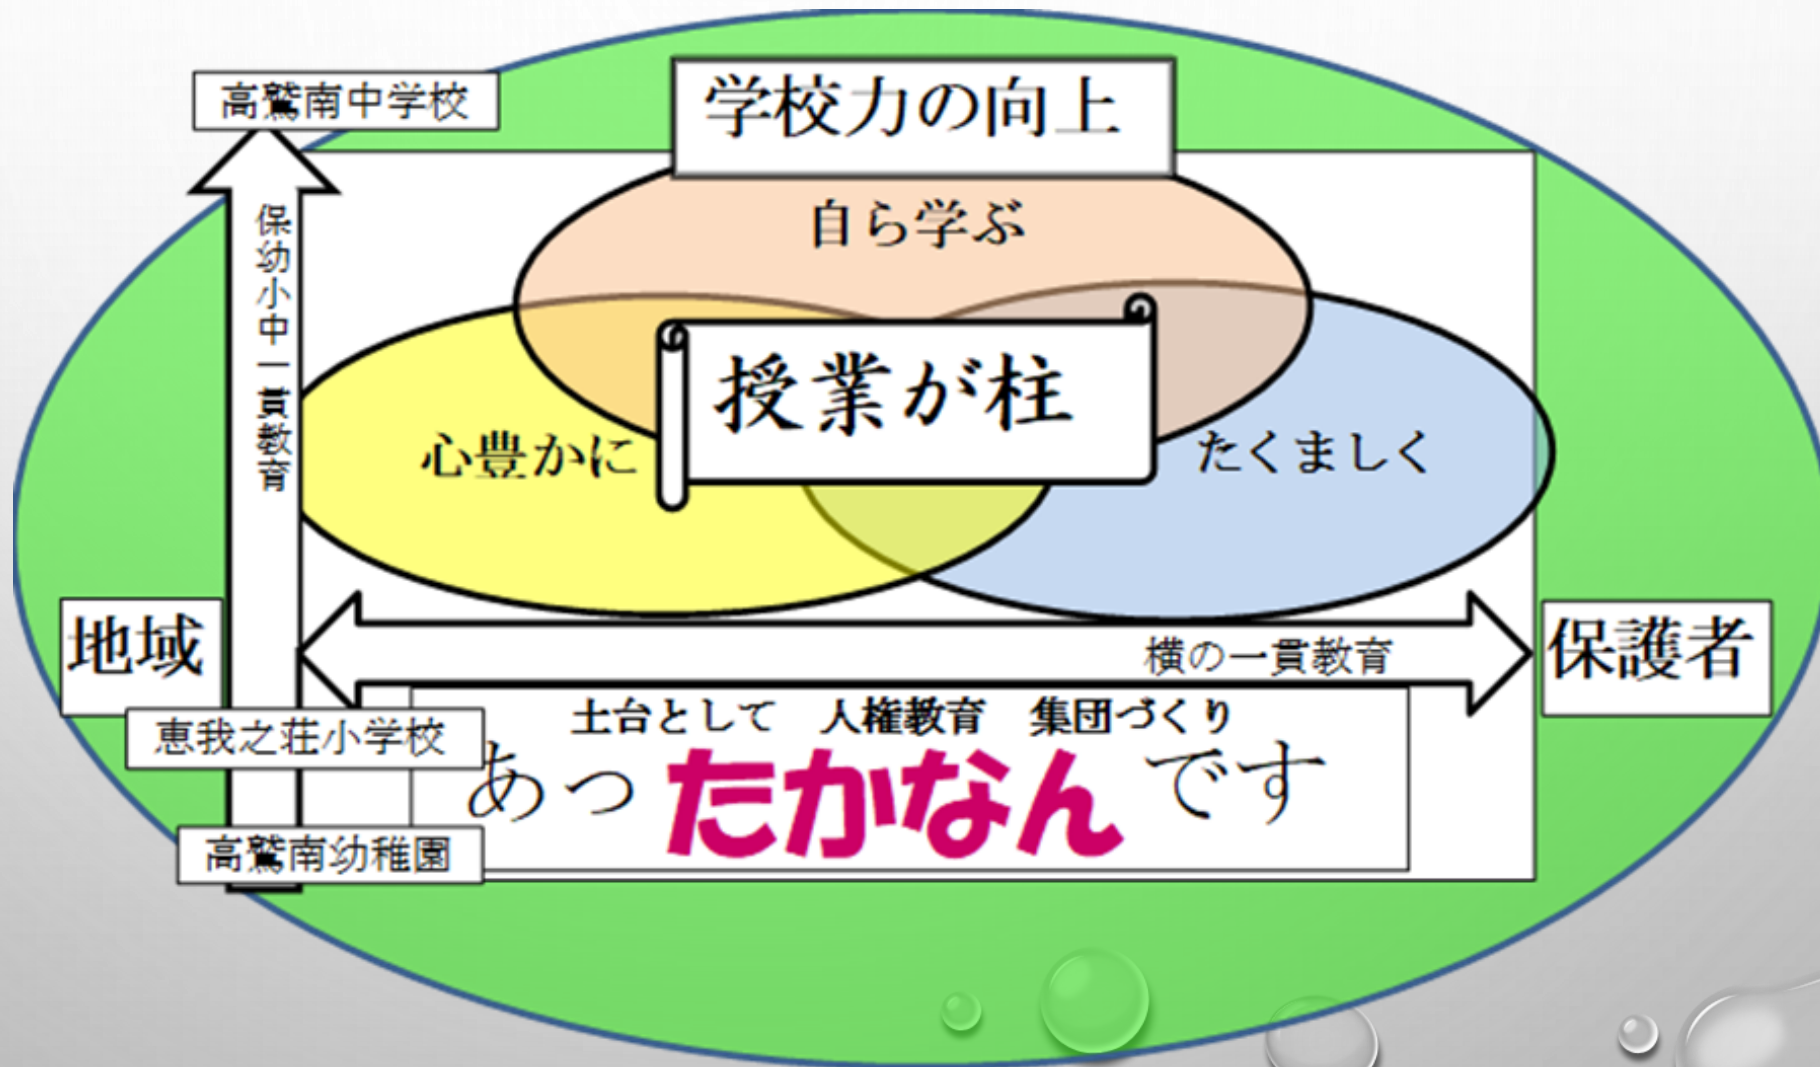 高鷲南中学校
学校力の向上
自ら学ぶ
保幼小中一貫教育
授業が柱
心豊かに
たくましく
地域
横の一貫教育
保護者
恵我之荘小学校
土台として 人権教育 集団づくり
あっ たかなん です
高鷲南幼稚園